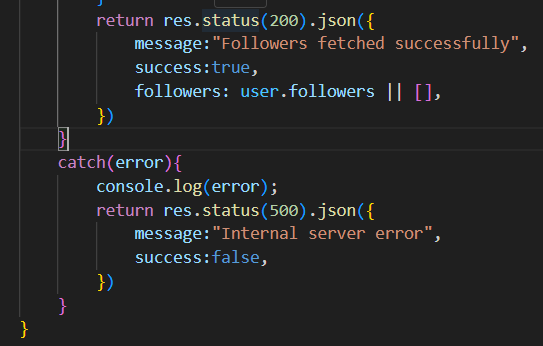 }
return res.status(200).json({
message:"Followers fetched successfully",
success:true,
followers: user.followers || [],
})
}
catch(error){
console.log(error);
return res.status(500).json({
message:"Internal server error",
success:false,
})
}
}